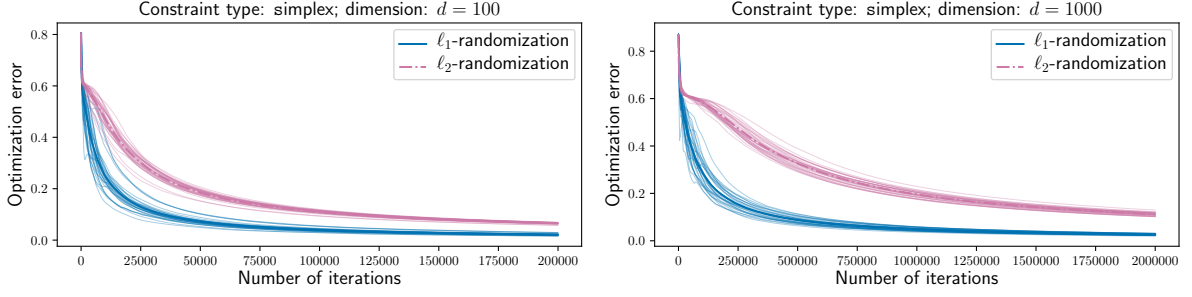 Constraint type: simplex; dimension: d = 100
Optimization error
0.8
0.6
0.4
0.2
0.0
ℓ1-randomization
ℓ2-randomization
0 25000 50000 75000 100000 125000 150000 175000 200000
Number of iterations
Constraint type: simplex; dimension: d = 1000
Optimization error
0.8
0.6
0.4
0.2
0.0
ℓ1-randomization
ℓ2-randomization
0 250000 500000 750000 1000000 1250000 1500000 1750000 2000000
Number of iterations